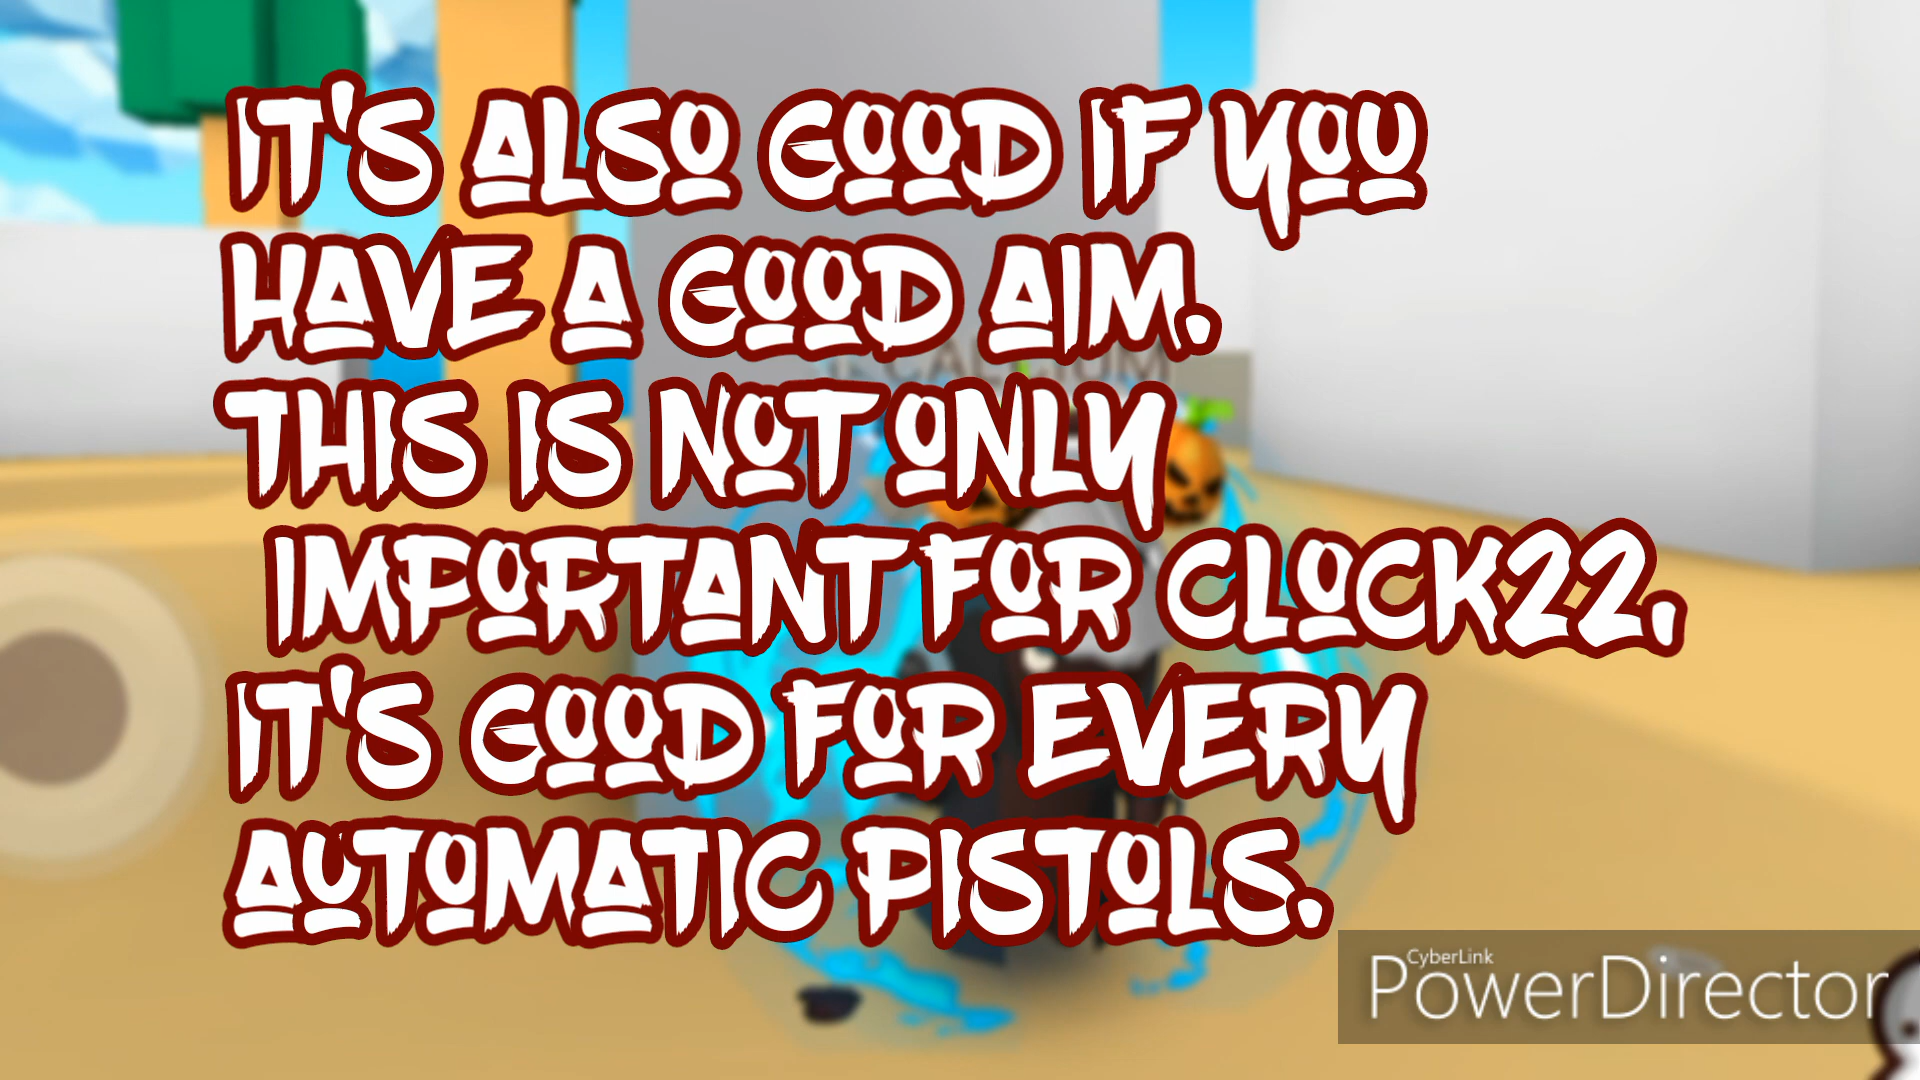 IT'S ALSO GOOD IF YOU
HAVE A GOOD AIM.
THIS IS NOT ONLY
IMPORTANT FOR CLOCK22,
IT'S GOOD FOR EVERY
AUTOMATIC PISTOLS.
CyberLink
PowerDirector